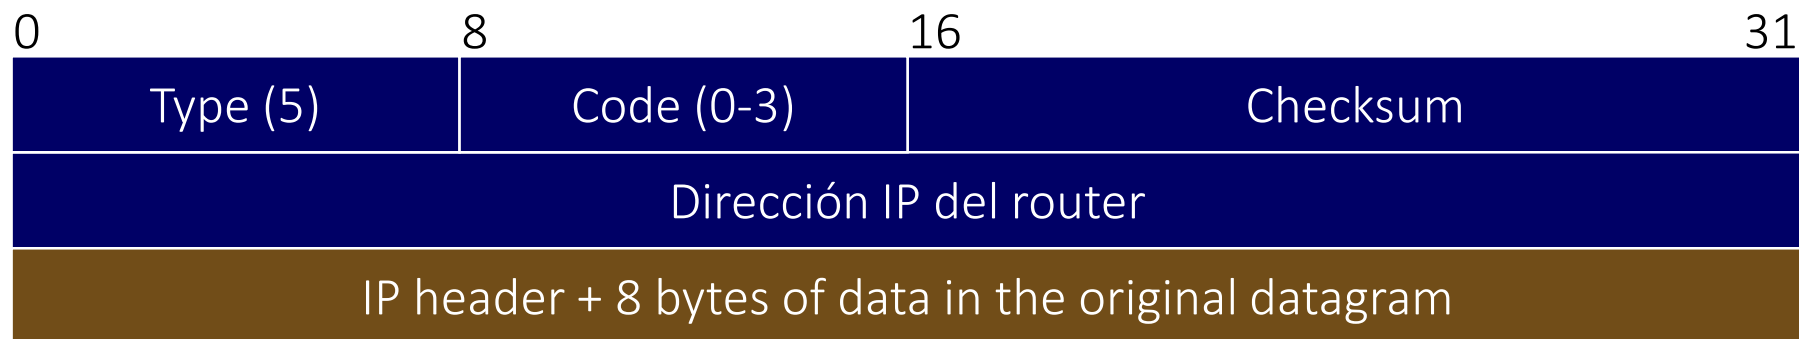 0 8 16 31
Type (5) Code (0-3) Checksum
Dirección IP del router
IP header + 8 bytes of data in the original datagram